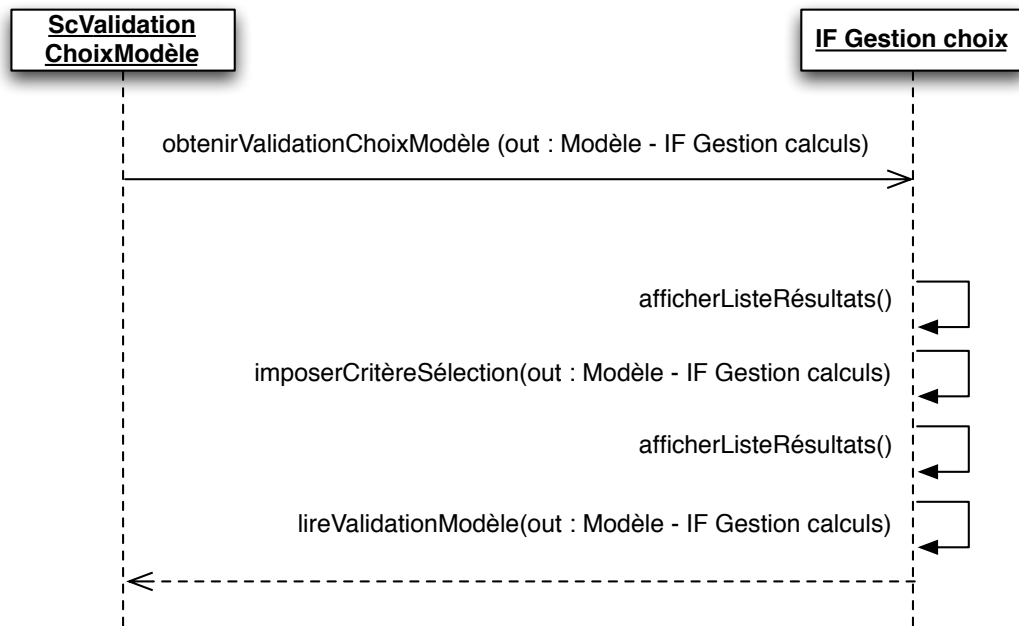 ScValidation
ChoixModèle
IF Gestion choix
obtenirValidationChoixModèle (out : Modèle - IF Gestion calculs)
afficherListeRésultats()
imposerCritèreSélection(out : Modèle - IF Gestion calculs)
afficherListeRésultats()
lireValidationModèle(out : Modèle - IF Gestion calculs)